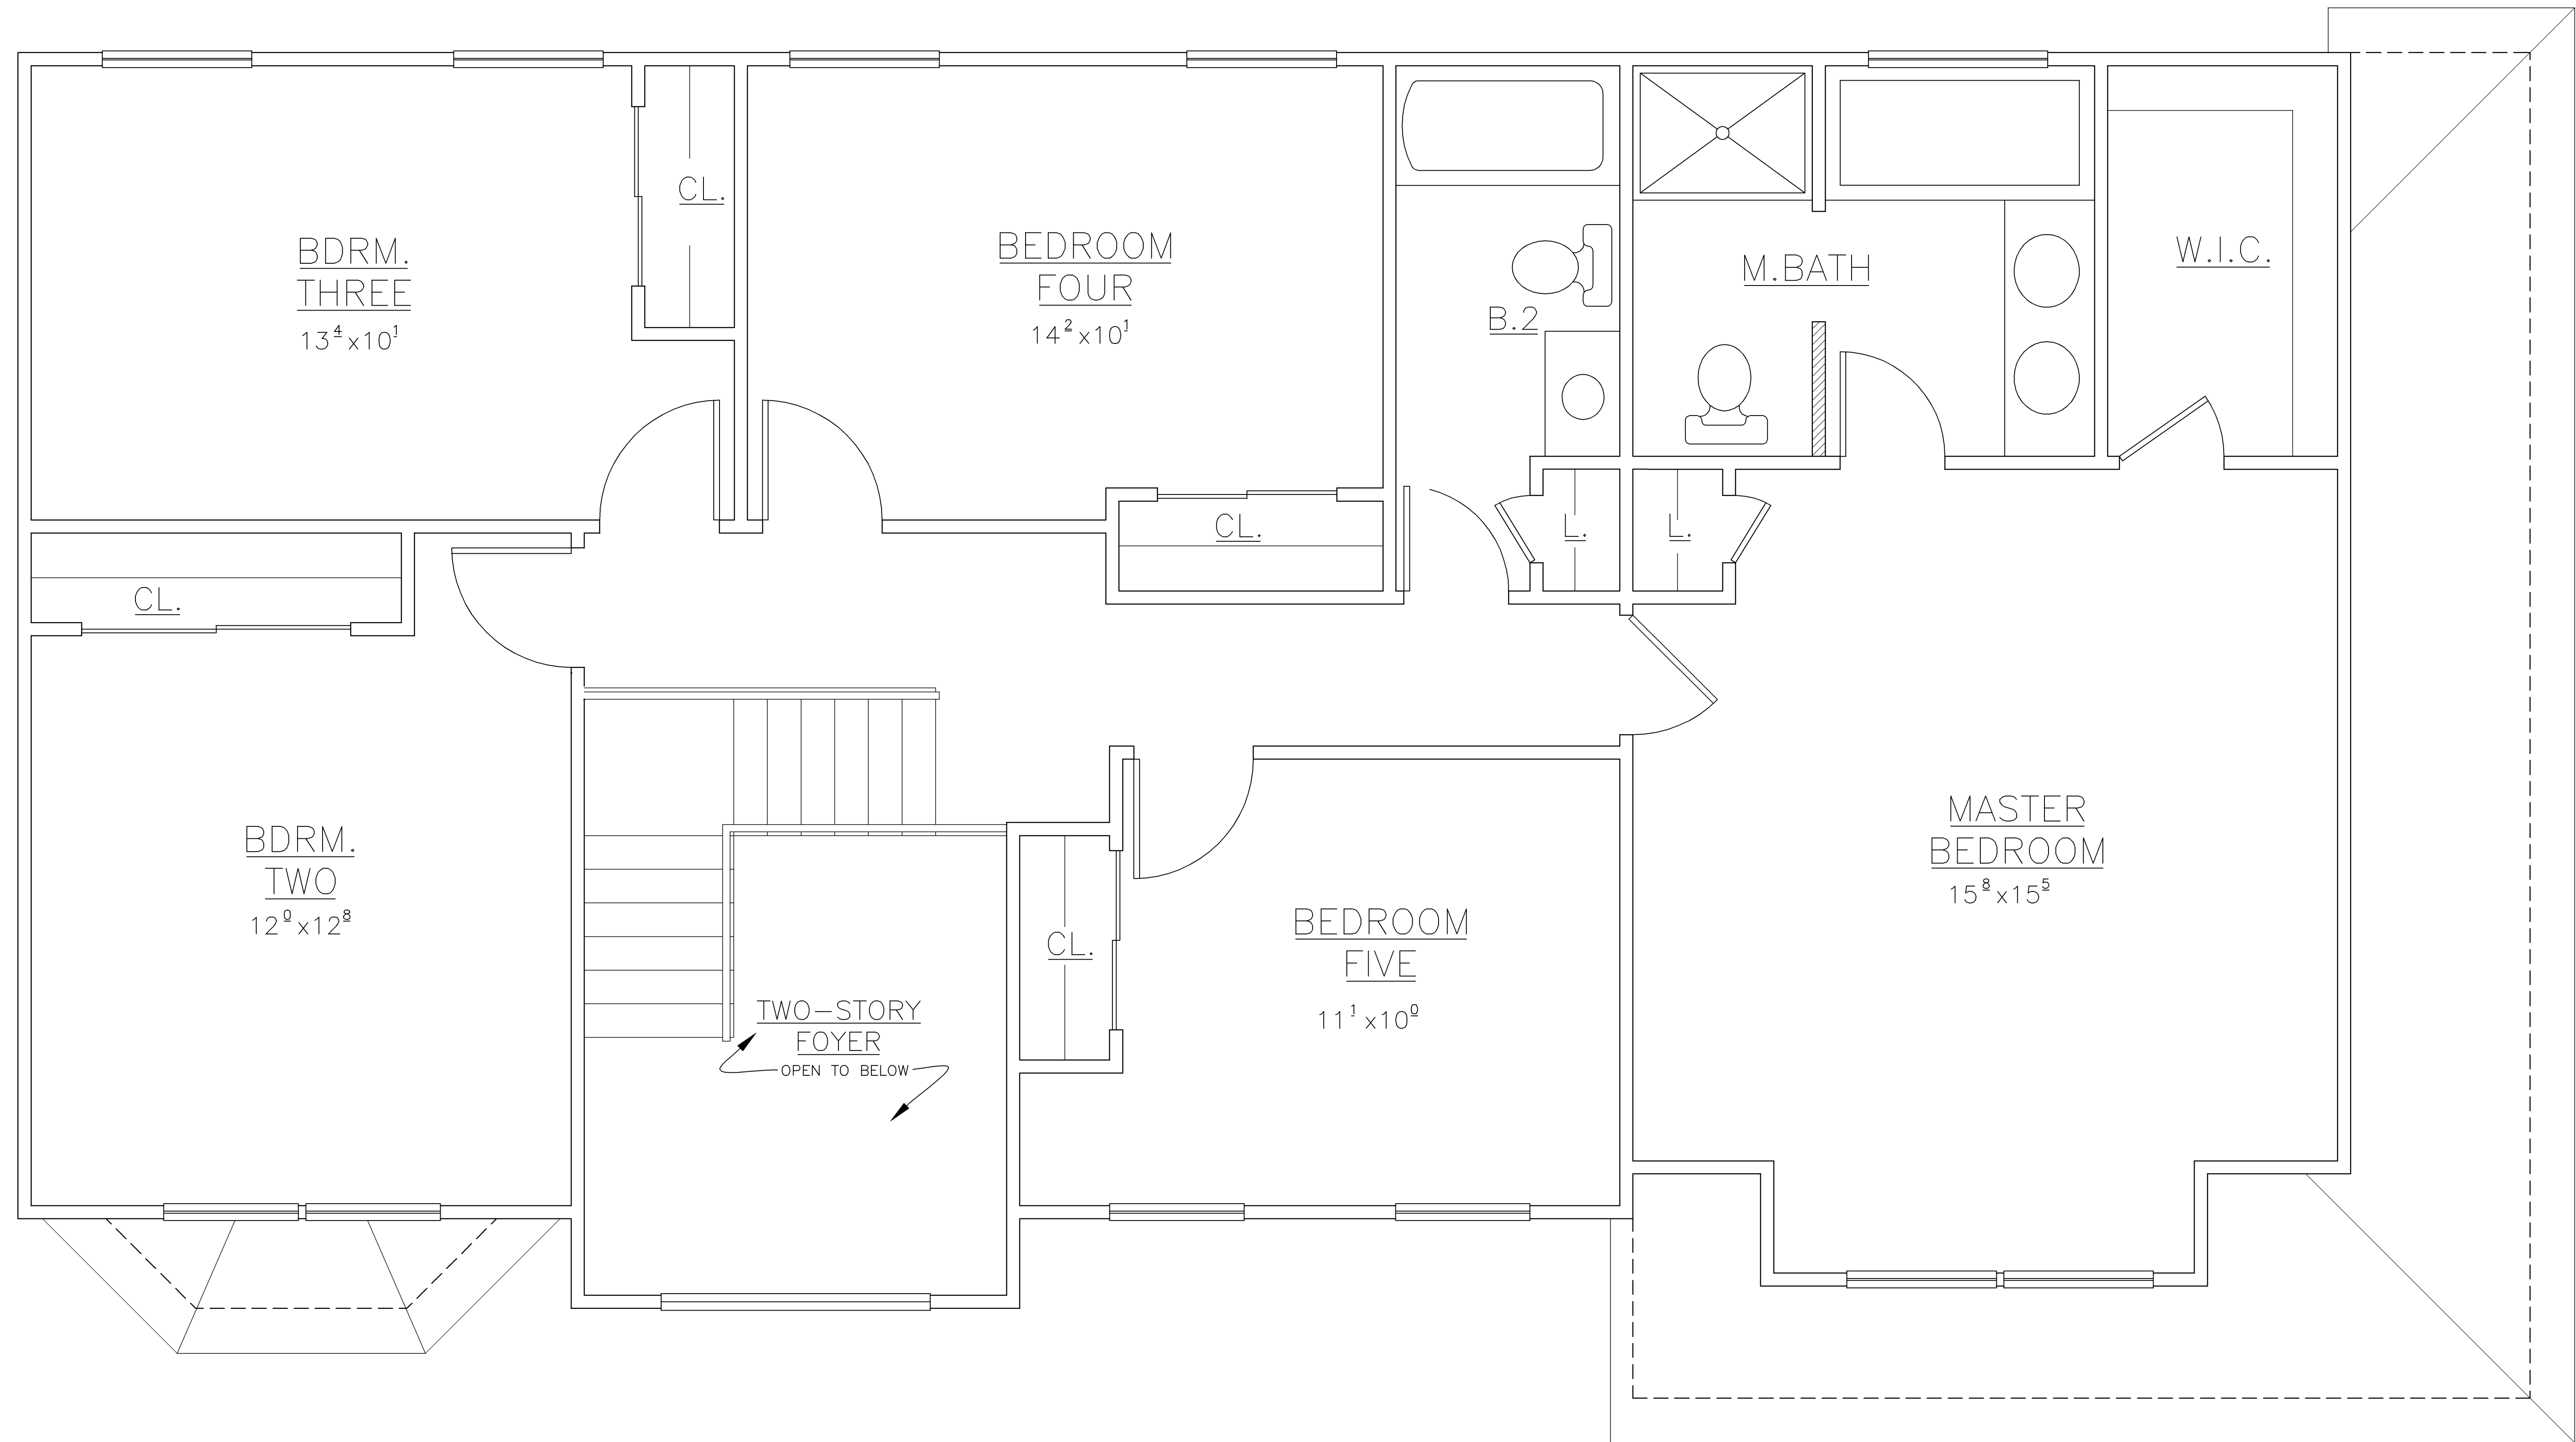 BDRM.
THREE
13⁴x10¹
CL.
BEDROOM
FOUR
14²x10¹
CL.
B.2
M.BATH
W.I.C.
L.
L.
CL.
BDRM.
TWO
12⁰x12⁸
TWO-STORY
FOYER
OPEN TO BELOW
CL.
BEDROOM
FIVE
11¹x10⁰
MASTER
BEDROOM
15⁸x15⁵